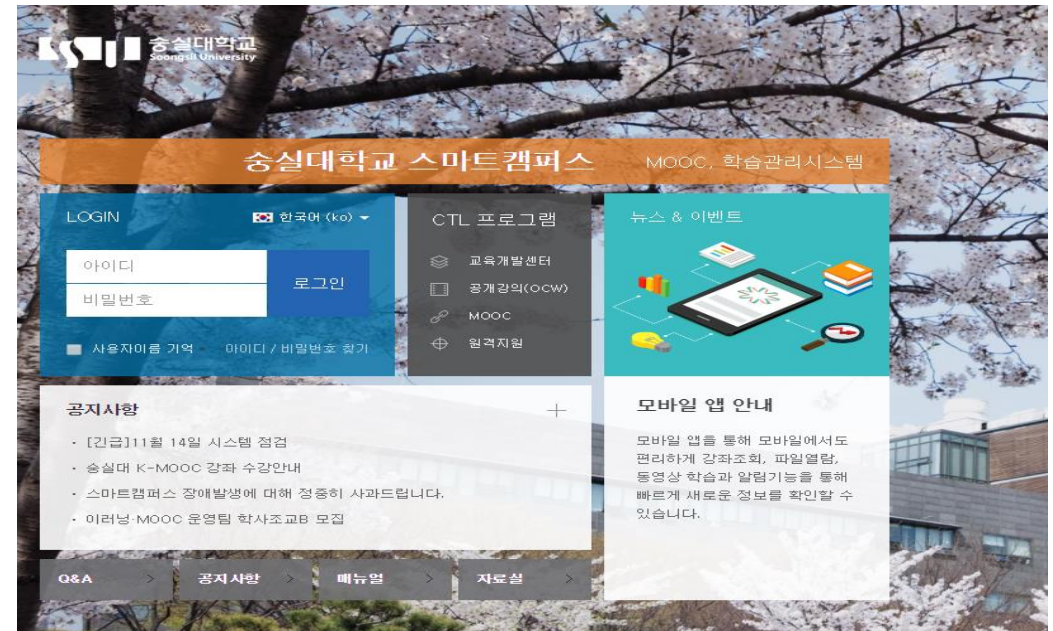 숭실대학교
Soongsil University
숭실대학교 스마트캠퍼스 MOOC, 학습관리시스템
LOGIN 한국어 (ko)
아이디
비밀번호
로그인
사용자이름 기억 아이디 / 비밀번호 찾기
CTL 프로그램
교육개발센터
공개강의(OCW)
MOOC
원격지원
뉴스 & 이벤트
공지사항
· [긴급]11월 14일 시스템 점검
· 숭실대 K-MOOC 강좌 수강안내
· 스마트캠퍼스 장애발생에 대해 정중히 사과드립니다.
· 이러닝·MOOC 운영팀 학사조교B 모집
모바일 앱 안내
모바일 앱을 통해 모바일에서도
편리하게 강좌조회, 파일열람,
동영상 학습과 알림기능을 통해
빠르게 새로운 정보를 확인할 수
있습니다.
Q&A > 공지사항 > 매뉴얼 > 자료실 >